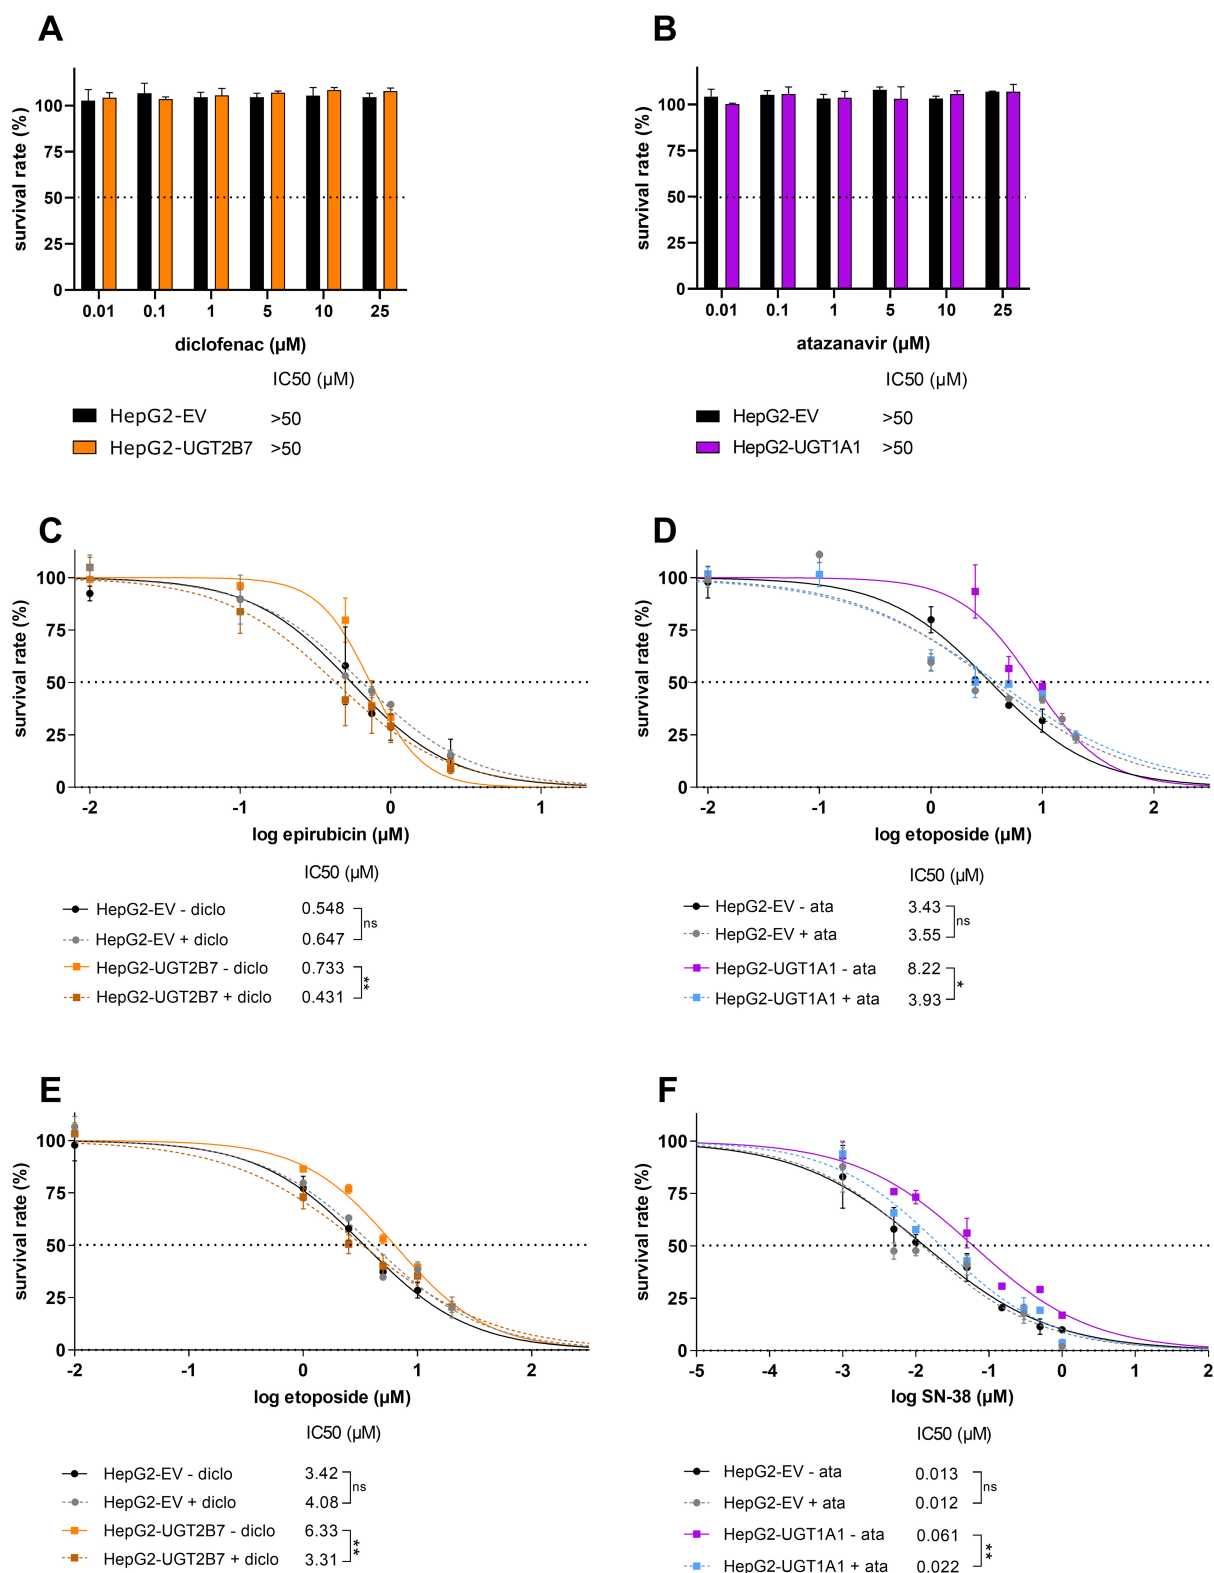 A
survival rate (%)
100
75
50
25
0
0.01 0.1 1 5 10 25
diclofenac (µM)
IC50 (µM)
HepG2-EV >50
HepG2-UGT2B7 >50
B
survival rate (%)
100
75
50
25
0
0.01 0.1 1 5 10 25
atazanavir (µM)
IC50 (µM)
HepG2-EV >50
HepG2-UGT1A1 >50
C
survival rate (%)
100
75
50
25
0
-2 -1 0 1
log epirubicin (µM)
IC50 (µM)
HepG2-EV - diclo 0.548
ns
HepG2-EV + diclo 0.647
HepG2-UGT2B7 - diclo 0.733
**
HepG2-UGT2B7 + diclo 0.431
D
survival rate (%)
100
75
50
25
0
-2 -1 0 1 2
log etoposide (µM)
IC50 (µM)
HepG2-EV - ata 3.43
ns
HepG2-EV + ata 3.55
HepG2-UGT1A1 - ata 8.22
*
HepG2-UGT1A1 + ata 3.93
E
survival rate (%)
100
75
50
25
0
-2 -1 0 1 2
log etoposide (µM)
IC50 (µM)
HepG2-EV - diclo 3.42
ns
HepG2-EV + diclo 4.08
HepG2-UGT2B7 - diclo 6.33
**
HepG2-UGT2B7 + diclo 3.31
F
survival rate (%)
100
75
50
25
0
-5 -4 -3 -2 -1 0 1 2
log SN-38 (µM)
IC50 (µM)
HepG2-EV - ata 0.013
ns
HepG2-EV + ata 0.012
HepG2-UGT1A1 - ata 0.061
**
HepG2-UGT1A1 + ata 0.022